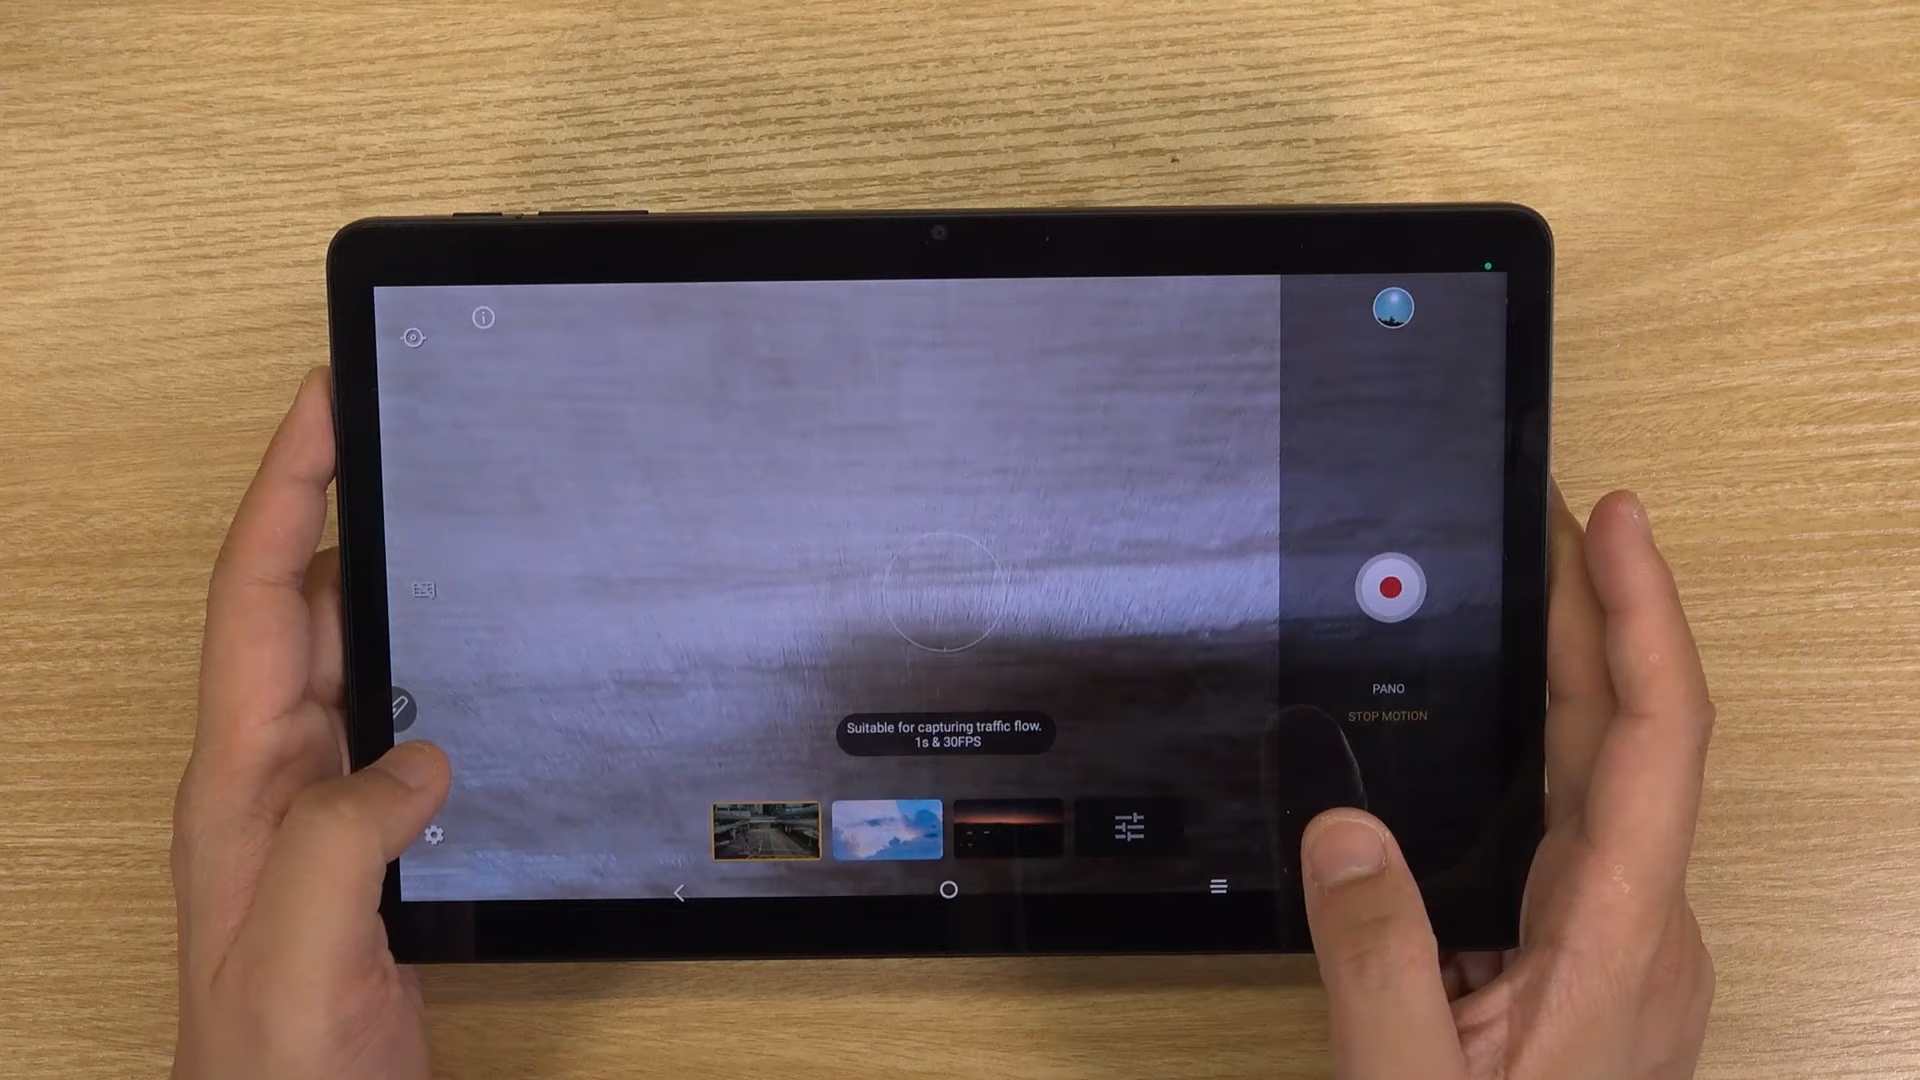 Suitable for capturing traffic flow.
1s & 30FPS
PANO
STOP MOTION